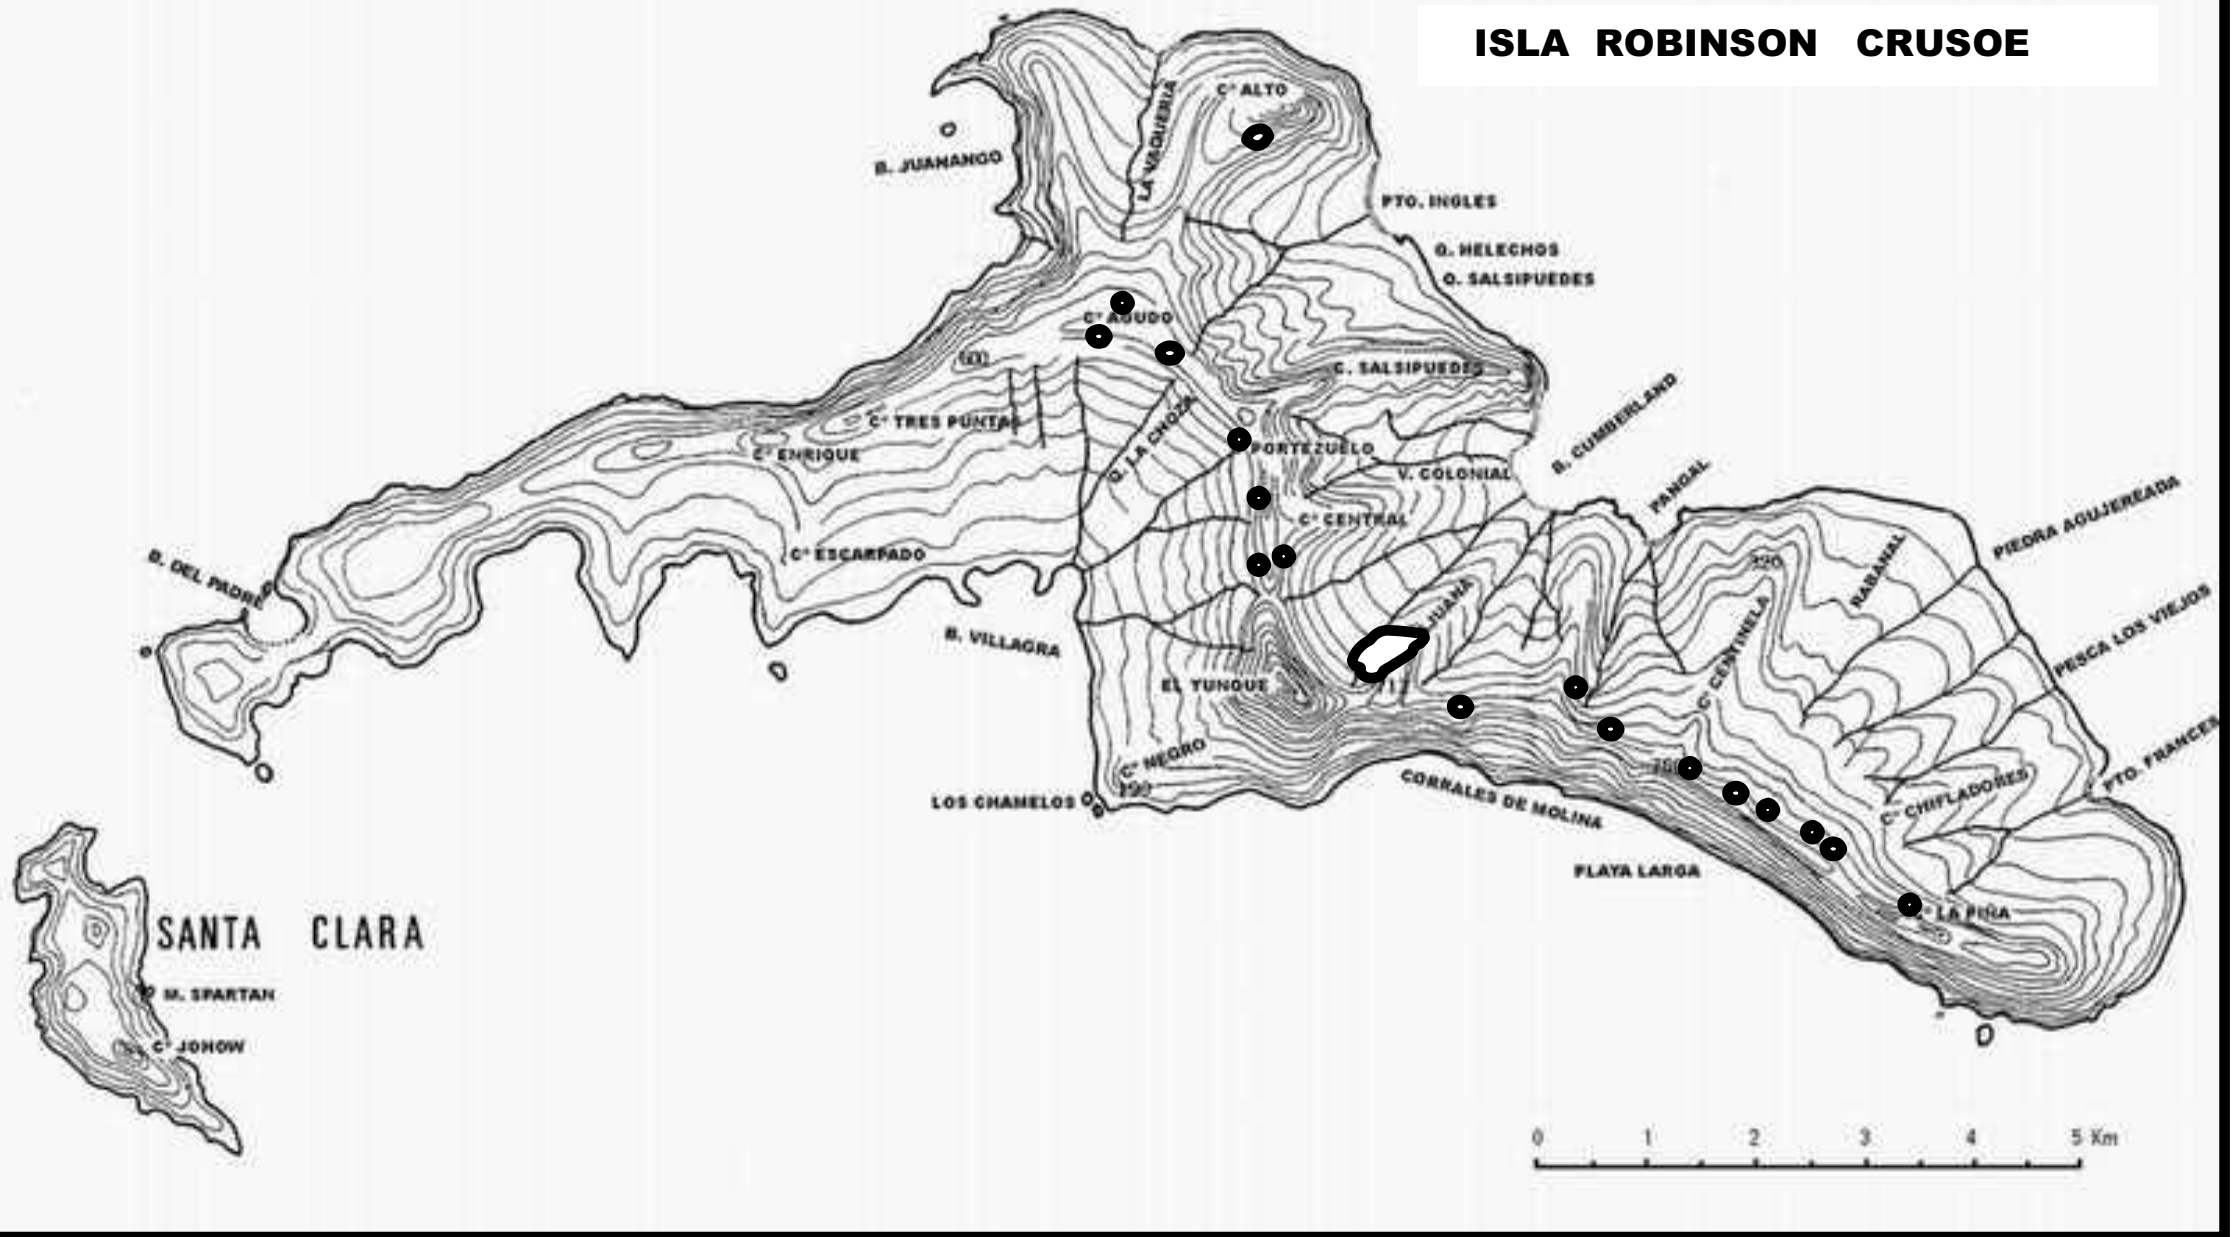 ISLA ROBINSON CRUSOE
Cº ALTO
LA VAQUERIA
B. JUANANGO
PTO. INGLES
Q. HELECHOS
Q. SALSIPUEDES
Cº AGUDO
600
C. SALSIPUEDES
Cº TRES PUNTAS
Cº ENRIQUE
Q. LA CHOZA
PORTEZUELO
V. COLONIAL
B. CUMBERLAND
PANGAL
Cº CENTRAL
Cº ESCARPADO
B. DEL PADRE
PIEDRA AGUJEREADA
RABANAL
PESCA LOS VIEJOS
Cº CENTINELA
JUANA
B. VILLAGRA
EL YUNQUE
PTO. FRANCES
Cº NEGRO
190
LOS CHAMELOS
CORRALES DE MOLINA
Cº CHIFLADORES
PLAYA LARGA
LA PIÑA
SANTA CLARA
M. SPARTAN
Cº JOHOW
0 1 2 3 4 5 Km